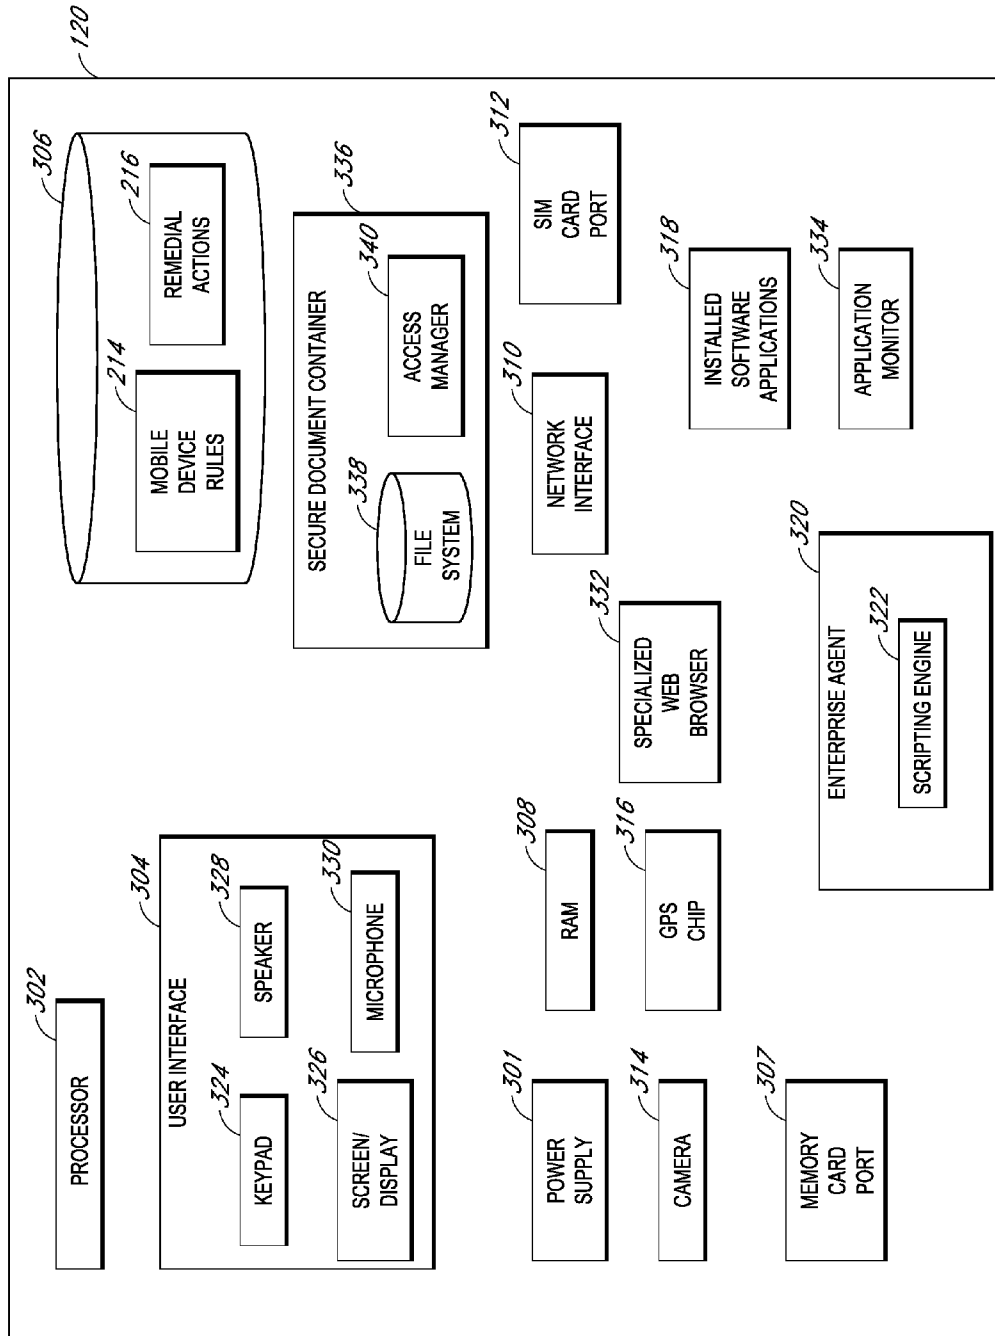 120
302
PROCESSOR
304
USER INTERFACE
324
KEYPAD
328
SPEAKER
326
SCREEN/
DISPLAY
330
MICROPHONE
306
214
MOBILE
DEVICE
RULES
216
REMEDIAL
ACTIONS
336
SECURE DOCUMENT CONTAINER
338
FILE
SYSTEM
340
ACCESS
MANAGER
301
POWER
SUPPLY
308
RAM
310
NETWORK
INTERFACE
312
SIM
CARD
PORT
314
CAMERA
316
GPS
CHIP
332
SPECIALIZED
WEB
BROWSER
318
INSTALLED
SOFTWARE
APPLICATIONS
307
MEMORY
CARD
PORT
320
ENTERPRISE AGENT
322
SCRIPTING ENGINE
334
APPLICATION
MONITOR